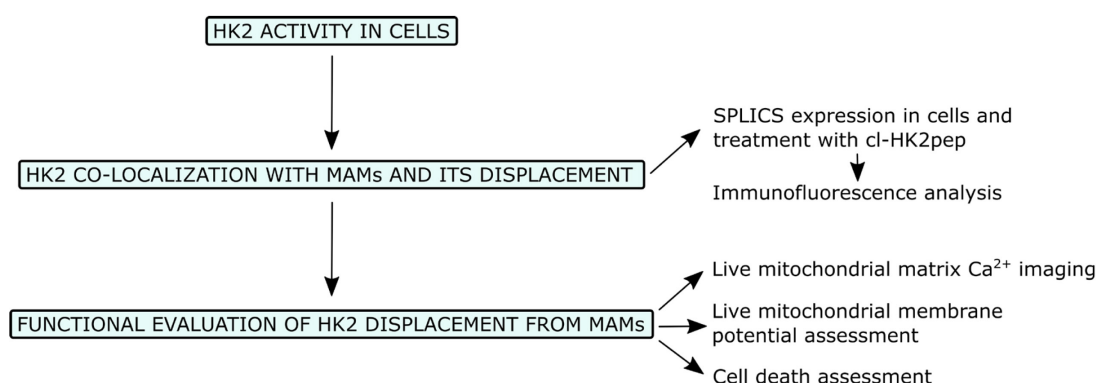 HK2 ACTIVITY IN CELLS
SPLICS expression in cells and
treatment with cl-HK2pep
HK2 CO-LOCALIZATION WITH MAMs AND ITS DISPLACEMENT
Immunofluorescence analysis
Live mitochondrial matrix Ca²⁺ imaging
Live mitochondrial membrane
potential assessment
FUNCTIONAL EVALUATION OF HK2 DISPLACEMENT FROM MAMs
Cell death assessment